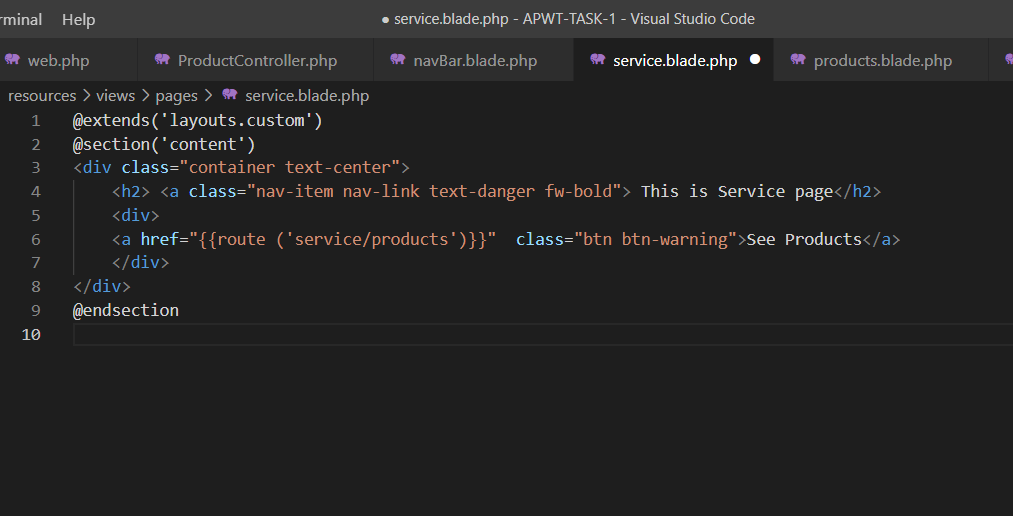 rminal Help ● service.blade.php - APWT-TASK-1 - Visual Studio Code
web.php ProductController.php navBar.blade.php service.blade.php products.blade.php
resources > views > pages > service.blade.php
1 @extends('layouts.custom')
2 @section('content')
3 <div class="container text-center">
4 <h2> <a class="nav-item nav-link text-danger fw-bold"> This is Service page</h2>
5 <div>
6 <a href="{{route ('service/products')}}"  class="btn btn-warning">See Products</a>
7 </div>
8 </div>
9 @endsection
10